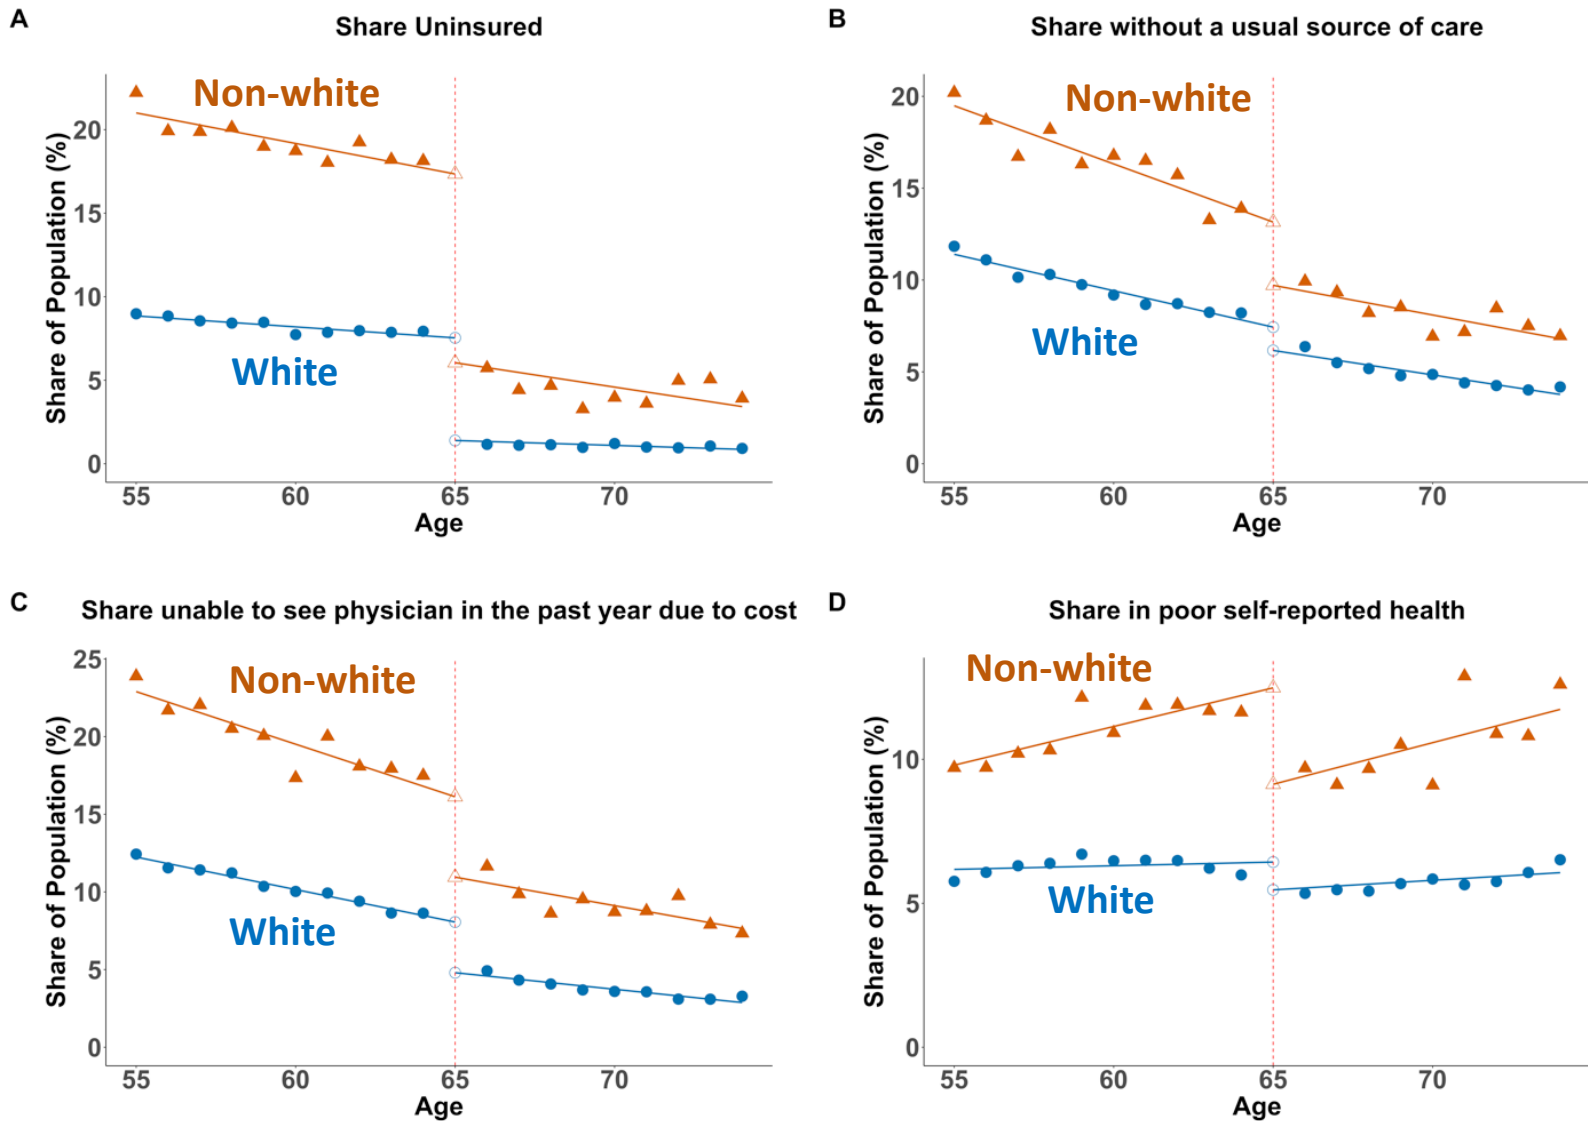 A
Share Uninsured
Share of Population (%)
20
15
10
5
0
Non-white
White
55
60
65
70
Age
B
Share without a usual source of care
Share of Population (%)
20
15
10
5
0
Non-white
White
55
60
65
70
Age
C
Share unable to see physician in the past year due to cost
Share of Population (%)
25
20
15
10
5
0
Non-white
White
55
60
65
70
Age
D
Share in poor self-reported health
Share of Population (%)
10
5
0
Non-white
White
55
60
65
70
Age